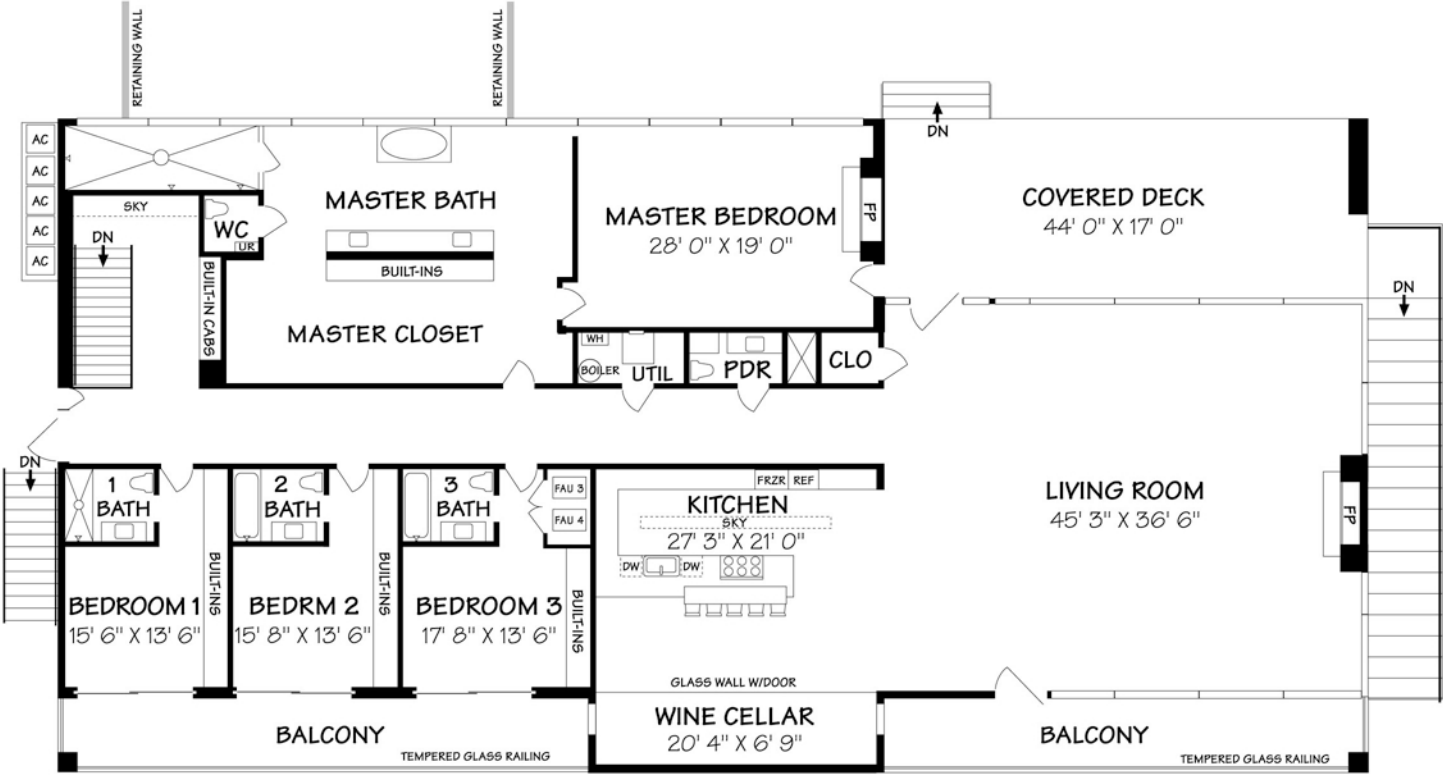 RETAINING WALL
RETAINING WALL
AC
AC
AC
AC
AC
DN
COVERED DECK
44' 0" X 17' 0"
MASTER BATH
MASTER BEDROOM
28' 0" X 19' 0"
FP
SKY
DN
WC
UR
BUILT-INS
BUILT-IN CABS
MASTER CLOSET
WH
BOILER
UTIL
PDR
CLO
DN
DN
1
BATH
2
BATH
3
BATH
FAU 3
FAU 4
FRZR
REF
KITCHEN
SKY
27' 3" X 21' 0"
DW
DW
LIVING ROOM
45' 3" X 36' 6"
FP
BEDROOM 1
15' 6" X 13' 6"
BUILT-INS
BEDRM 2
15' 8" X 13' 6"
BUILT-INS
BEDROOM 3
17' 8" X 13' 6"
BUILT-INS
GLASS WALL W/DOOR
WINE CELLAR
20' 4" X 6' 9"
BALCONY
TEMPERED GLASS RAILING
BALCONY
TEMPERED GLASS RAILING